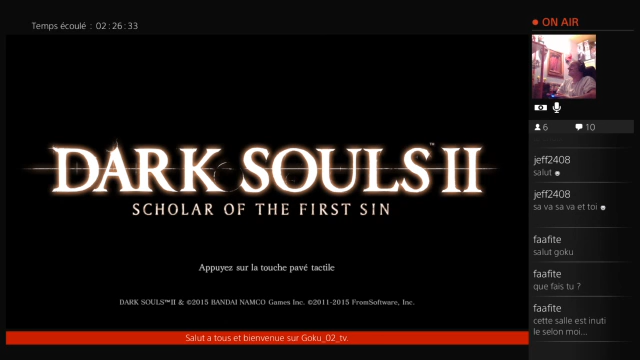 Temps écoulé : 02:26:33
ON AIR
DARK SOULS II™
SCHOLAR OF THE FIRST SIN
Appuyez sur la touche pavé tactile
DARK SOULS™II & ©2015 BANDAI NAMCO Games Inc. ©2011-2015 FromSoftware, Inc.
Salut a tous et bienvenue sur Goku_02_tv.
6 10
jeff2408
salut
jeff2408
sa va sa va et toi
faafite
salut goku
faafite
que fais tu ?
faafite
cette salle est inuti
le selon moi...